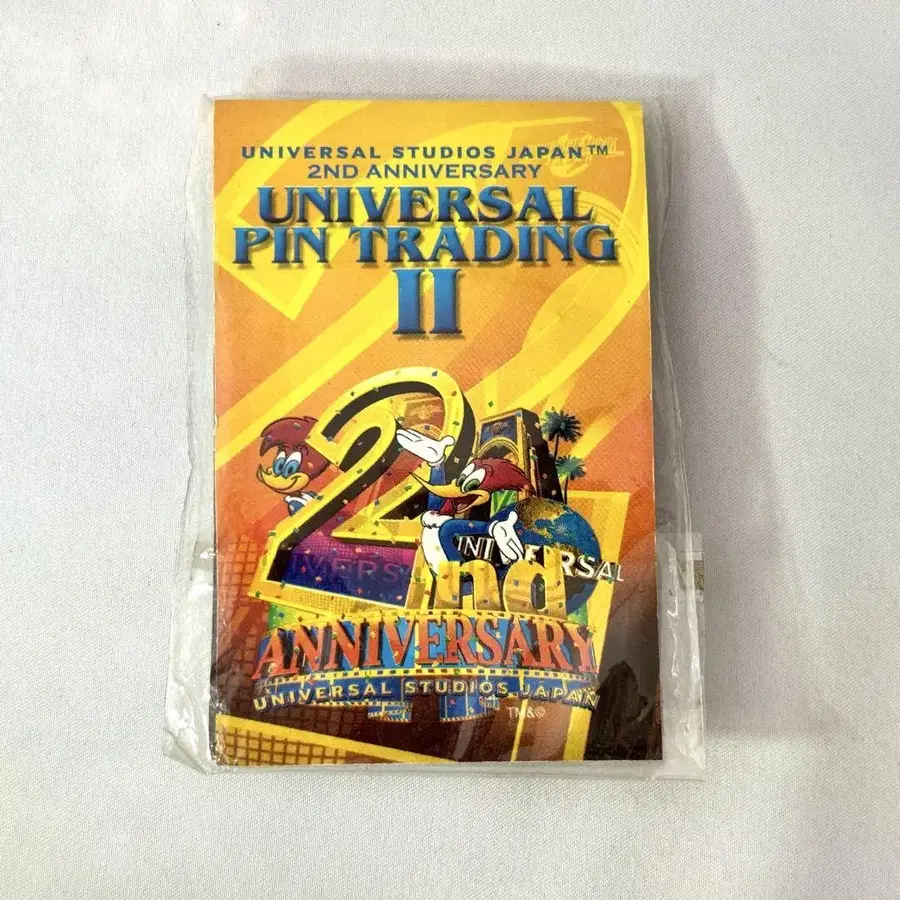 UNIVERSAL STUDIOS JAPAN™
2ND ANNIVERSARY
UNIVERSAL
PIN TRADING
II
2nd
UNIVERSAL
ANNIVERSARY
UNIVERSAL STUDIOS JAPAN
TM&©